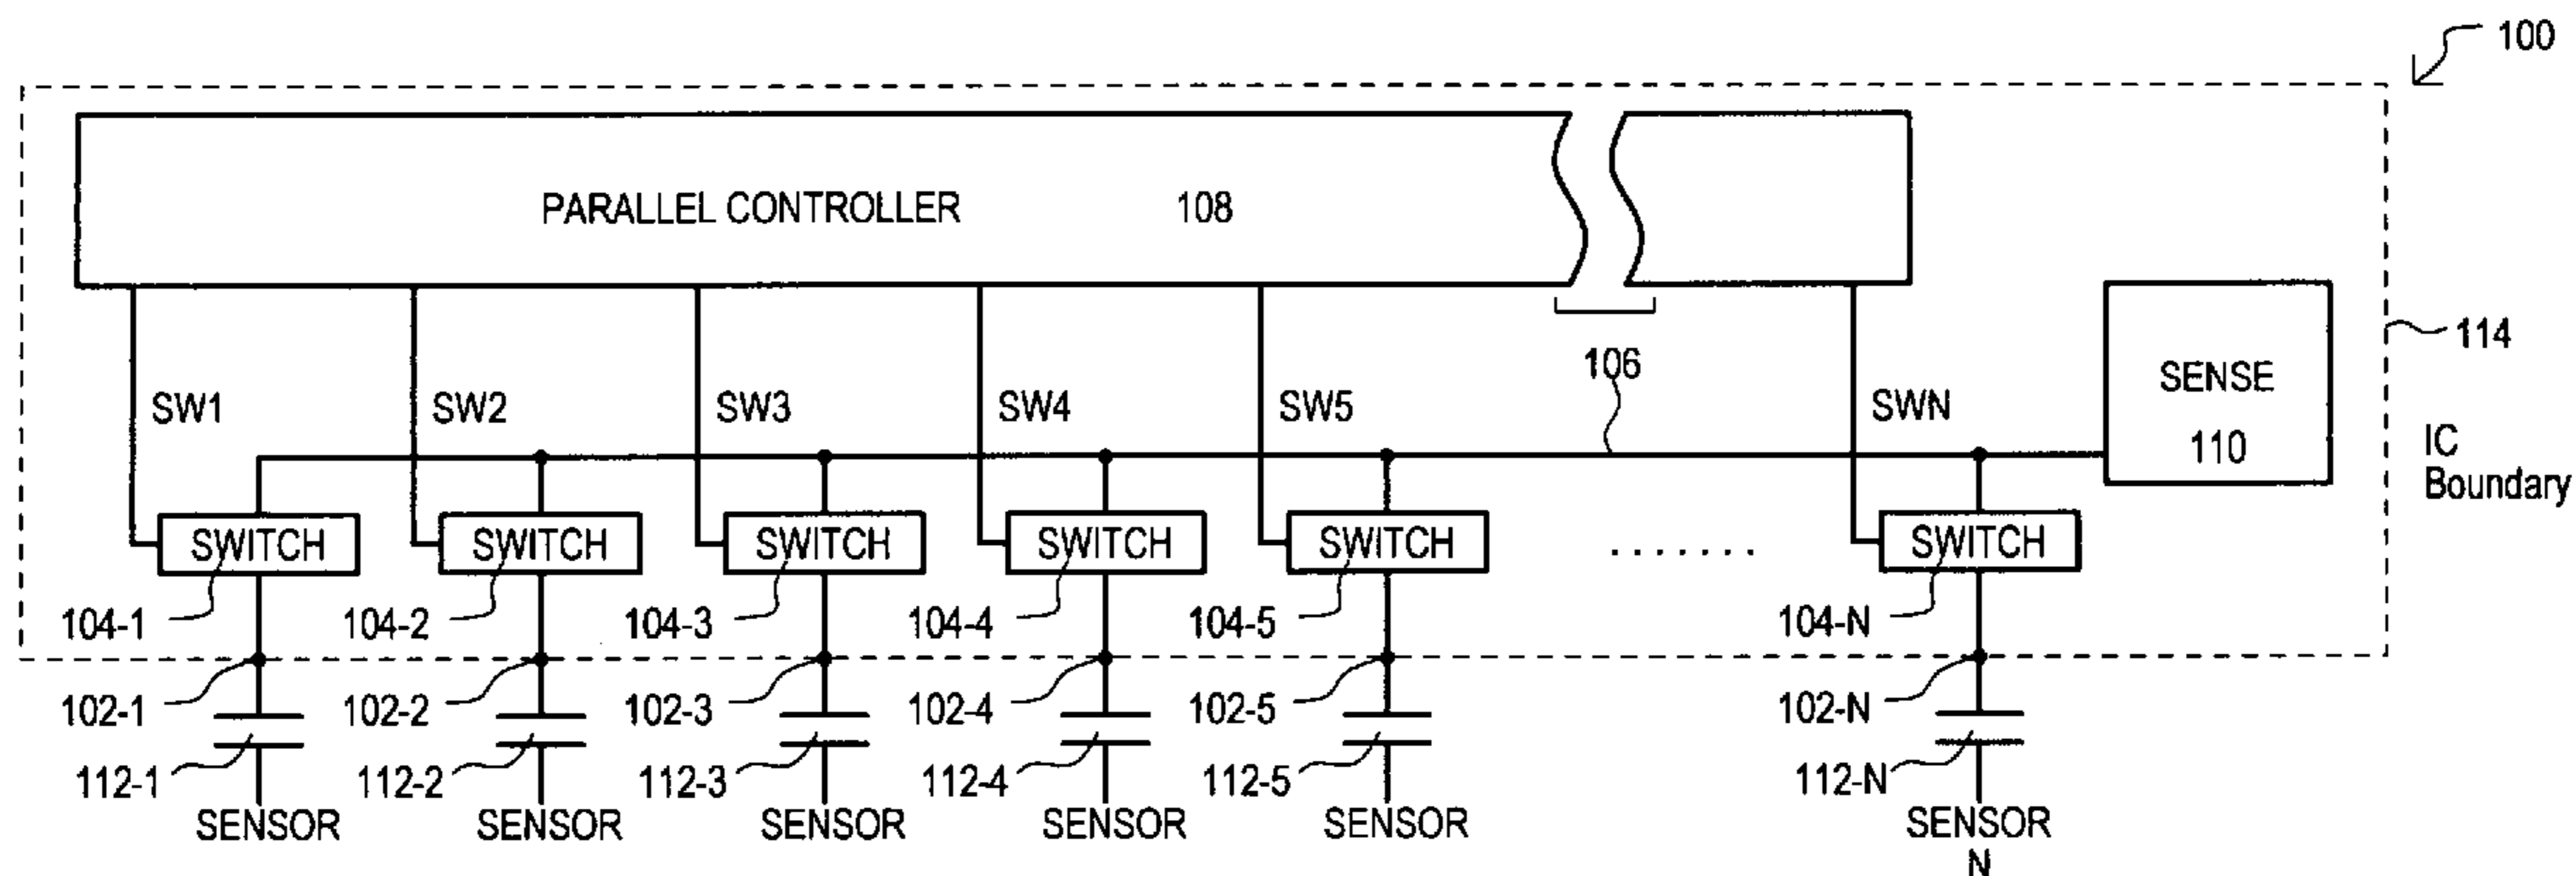 100
PARALLEL CONTROLLER 108
114
106
SW1 SW2 SW3 SW4 SW5 SWN
SENSE
110
IC
Boundary
SWITCH SWITCH SWITCH SWITCH SWITCH ....... SWITCH
104-1 104-2 104-3 104-4 104-5 104-N
102-1 102-2 102-3 102-4 102-5 102-N
112-1 112-2 112-3 112-4 112-5 112-N
SENSOR SENSOR SENSOR SENSOR SENSOR SENSOR
N